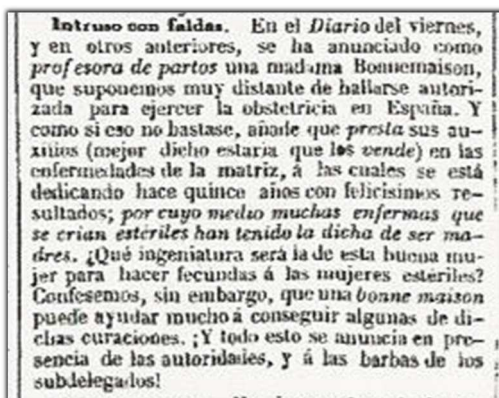 Intruso con faldas. En el Diario del viernes,
y en otros anteriores, se ha anunciado como
profesora de partos una madama Bonnemaison,
que suponemos muy distante de hallarse autori-
zada para ejercer la obstetricia en España. Y
como si eso no bastase, añade que presta sus au-
xilios (mejor dicho estaria que los vende) en las
enfermedades de la matriz, á las cuales se está
dedicando hace quince años con felicisimos re-
sultados; por cuyo medio muchas enfermas que
se crian estériles han tenido la dicha de ser ma-
dres. ¿Qué ingeniatura será la de esta buena mu-
jer para hacer fecundas á las mujeres estériles?
Confesemos, sin embargo, que una bonne maison
puede ayudar mucho á conseguir algunas de di-
chas curaciones. ¡Y todo esto se anuncia en pre-
sencia de las autoridades, y á las barbas de los
subdelegados!